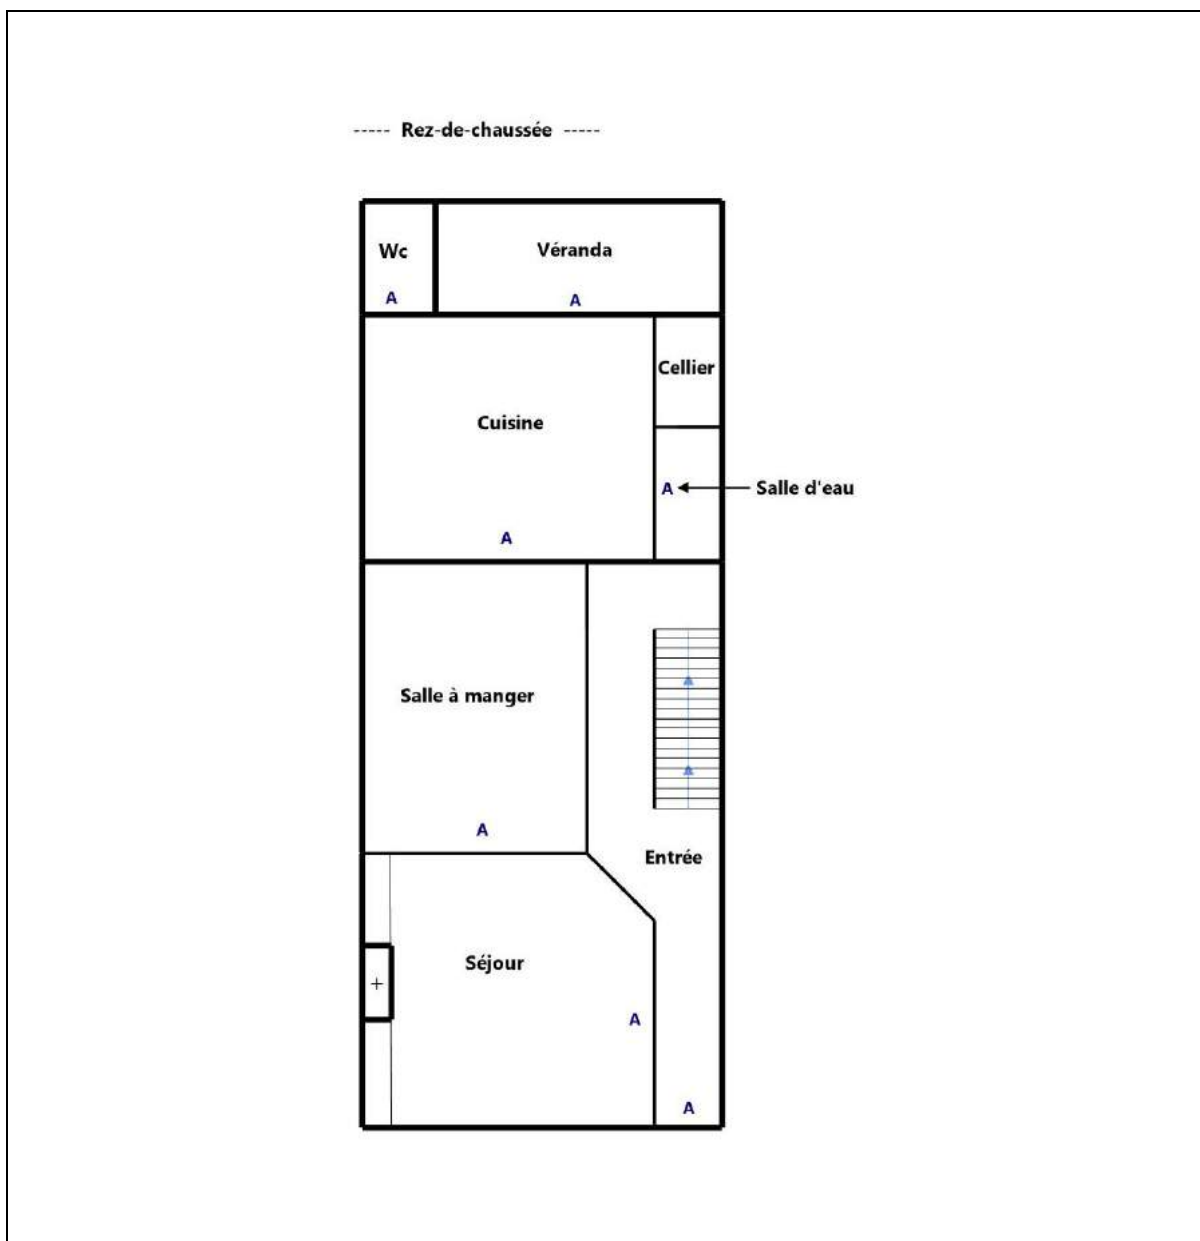 ----- Rez-de-chaussée -----
Wc
Véranda
A
A
Cellier
Cuisine
A
Salle d'eau
A
Salle à manger
A
Entrée
Séjour
+
A
A